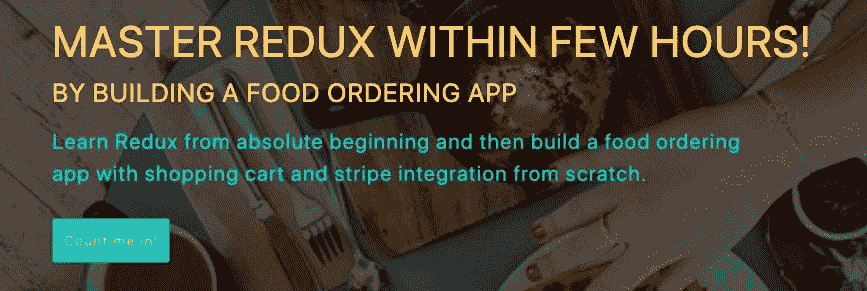 MASTER REDUX WITHIN FEW HOURS!
BY BUILDING A FOOD ORDERING APP
Learn Redux from absolute beginning and then build a food ordering
app with shopping cart and stripe integration from scratch.
Count me in!